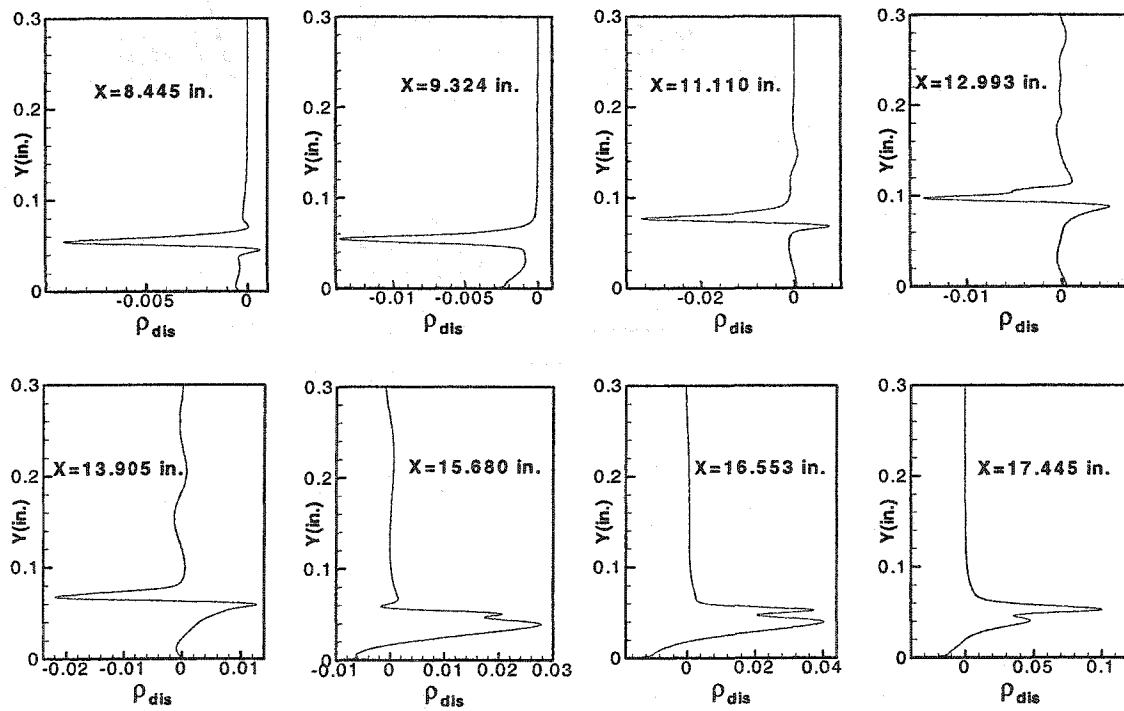 0.3
X=8.445 in.
0.2
Y(in.)
0.1
0
-0.005 0
ρdis
0.3
X=9.324 in.
0.2
Y(in.)
0.1
0
-0.01 -0.005 0
ρdis
0.3
X=11.110 in.
0.2
Y(in.)
0.1
0
-0.02 0
ρdis
0.3
X=12.993 in.
0.2
Y(in.)
0.1
0
-0.01 0
ρdis
0.3
0.2
X=13.905 in.
Y(in.)
0.1
0
-0.02 -0.01 0 0.01
ρdis
0.3
0.2
X=15.680 in.
Y(in.)
0.1
0
-0.01 0 0.01 0.02 0.03
ρdis
0.3
0.2
X=16.553 in.
Y(in.)
0.1
0
0 0.02 0.04
ρdis
0.3
0.2
X=17.445 in.
Y(in.)
0.1
0
0 0.05 0.1
ρdis